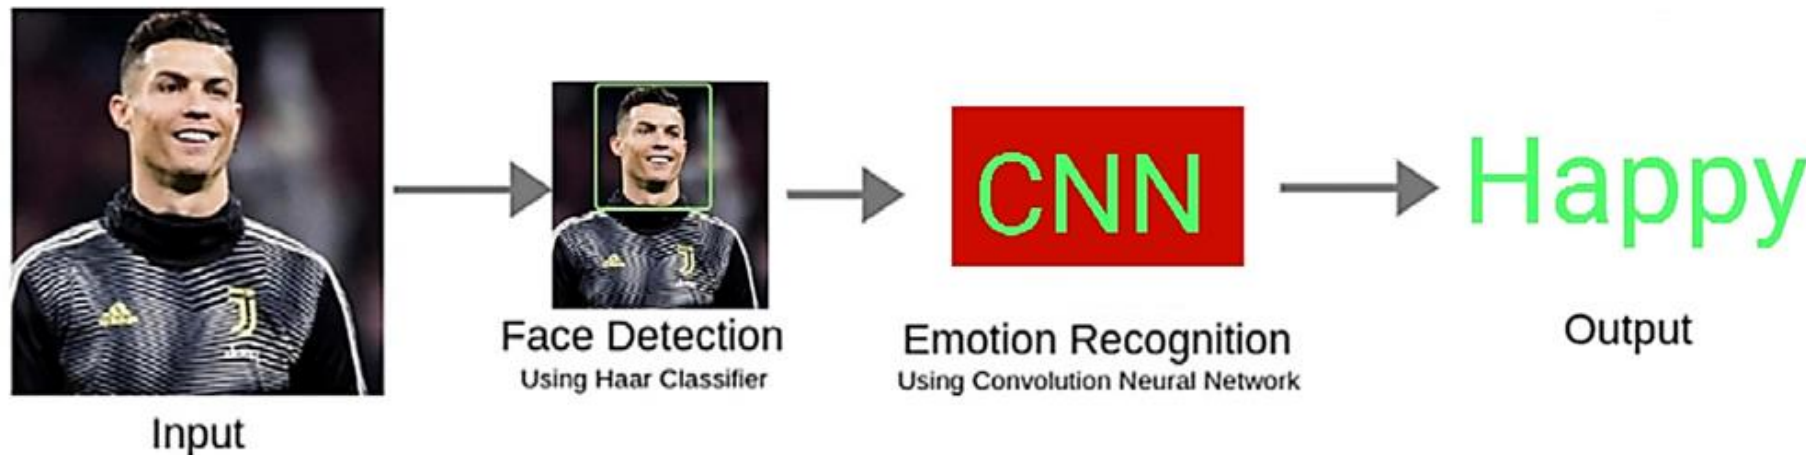 CNN
Happy
Face Detection
Using Haar Classifier
Emotion Recognition
Using Convolution Neural Network
Output
Input